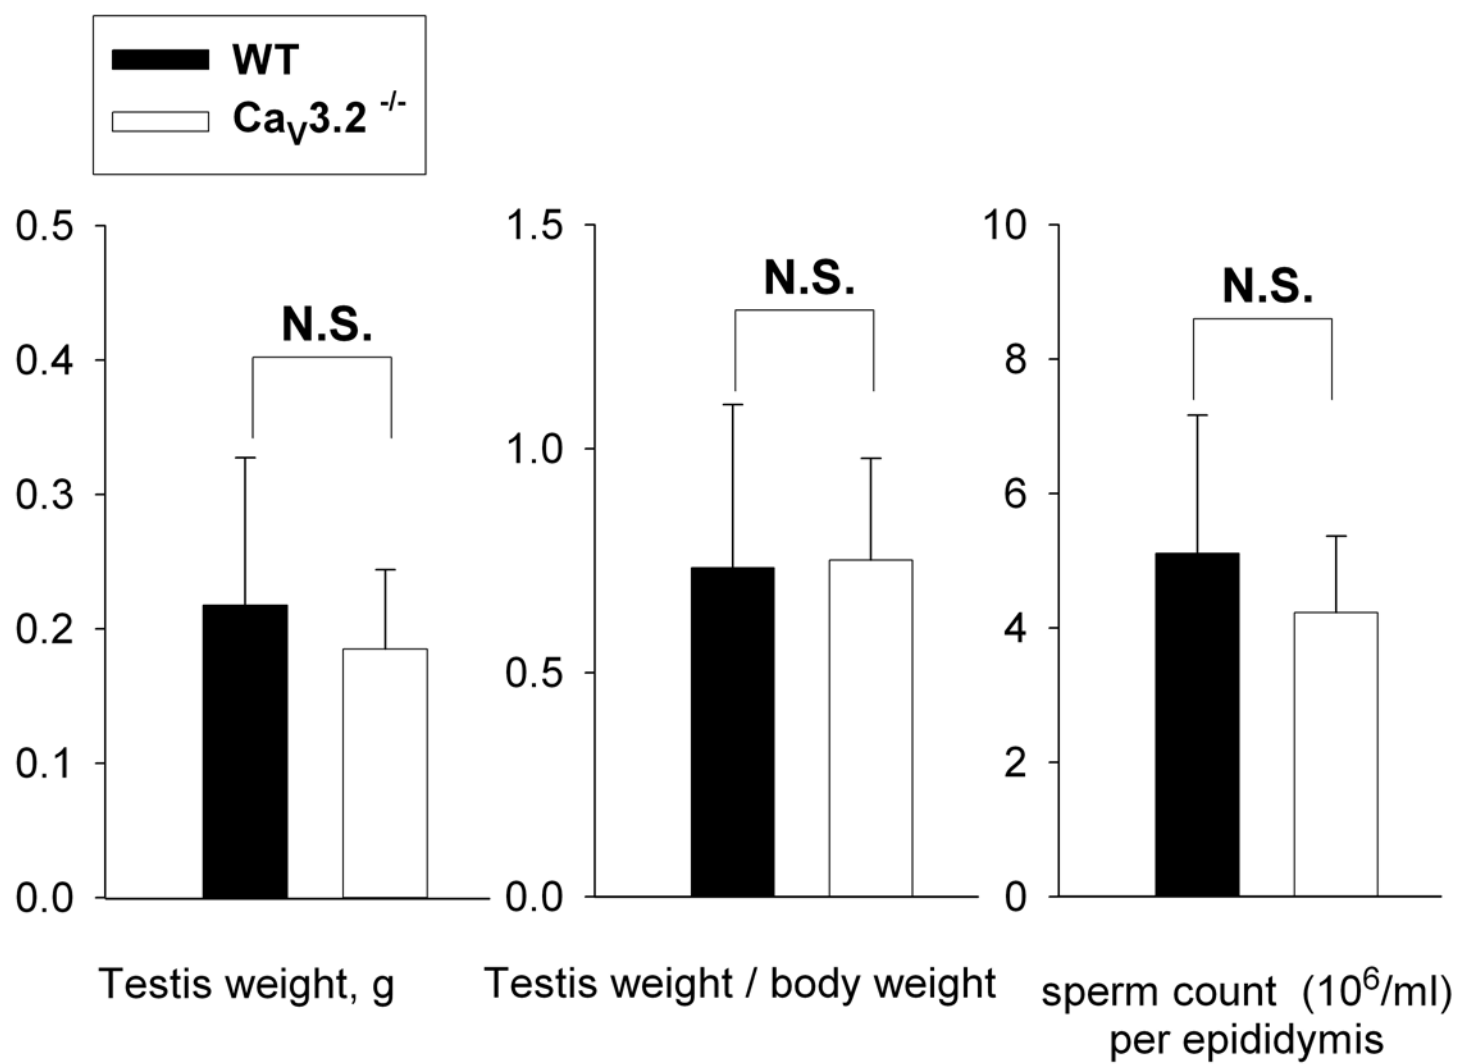 WT
CaV3.2 -/-
0.5
0.4
0.3
0.2
0.1
0.0
N.S.
Testis weight, g
1.5
1.0
0.5
0.0
N.S.
Testis weight / body weight
10
8
6
4
2
0
N.S.
sperm count (10^6/ml)
per epididymis